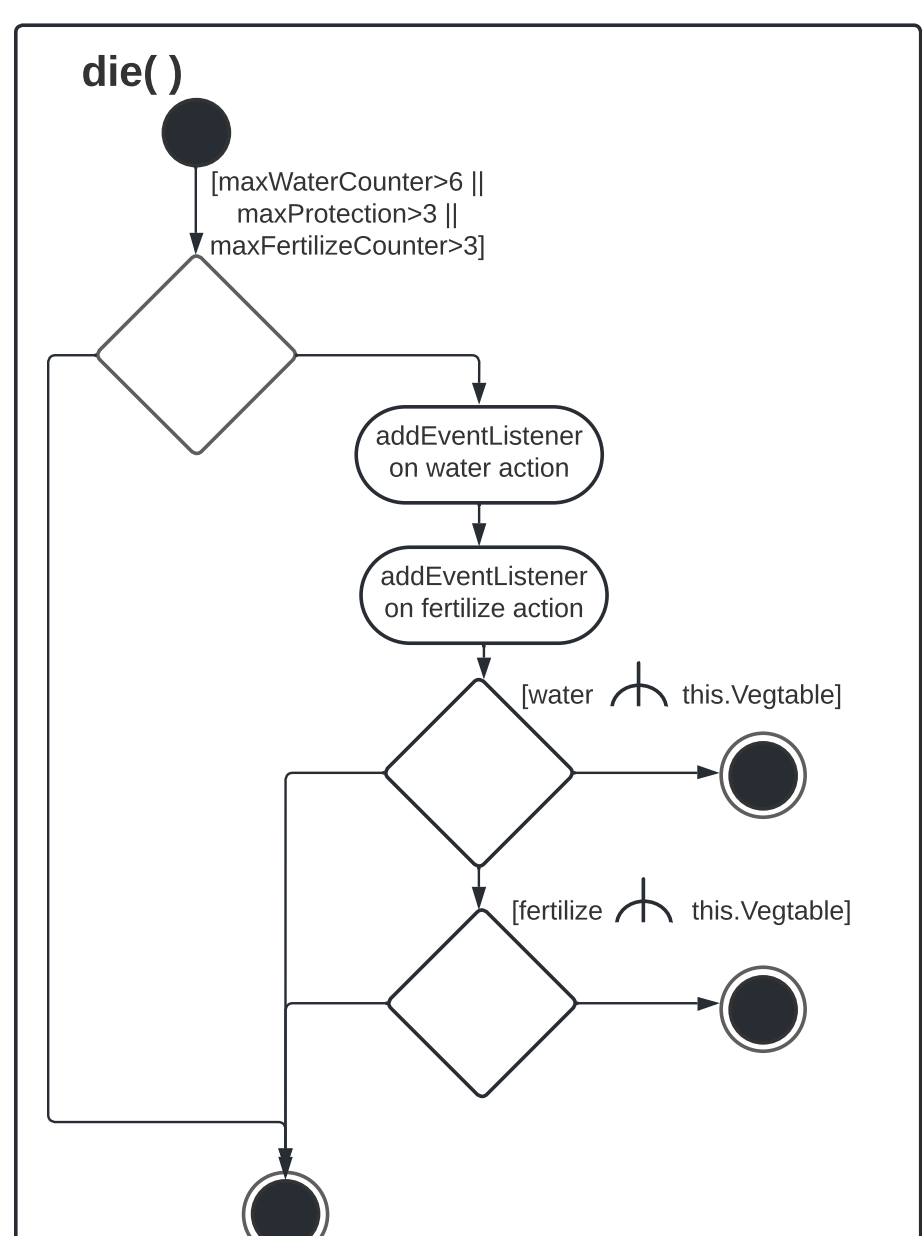 die( )
[maxWaterCounter>6 ||
maxProtection>3 ||
maxFertilizeCounter>3]
addEventListener
on water action
addEventListener
on fertilize action
[water this.Vegtable]
[fertilize this.Vegtable]